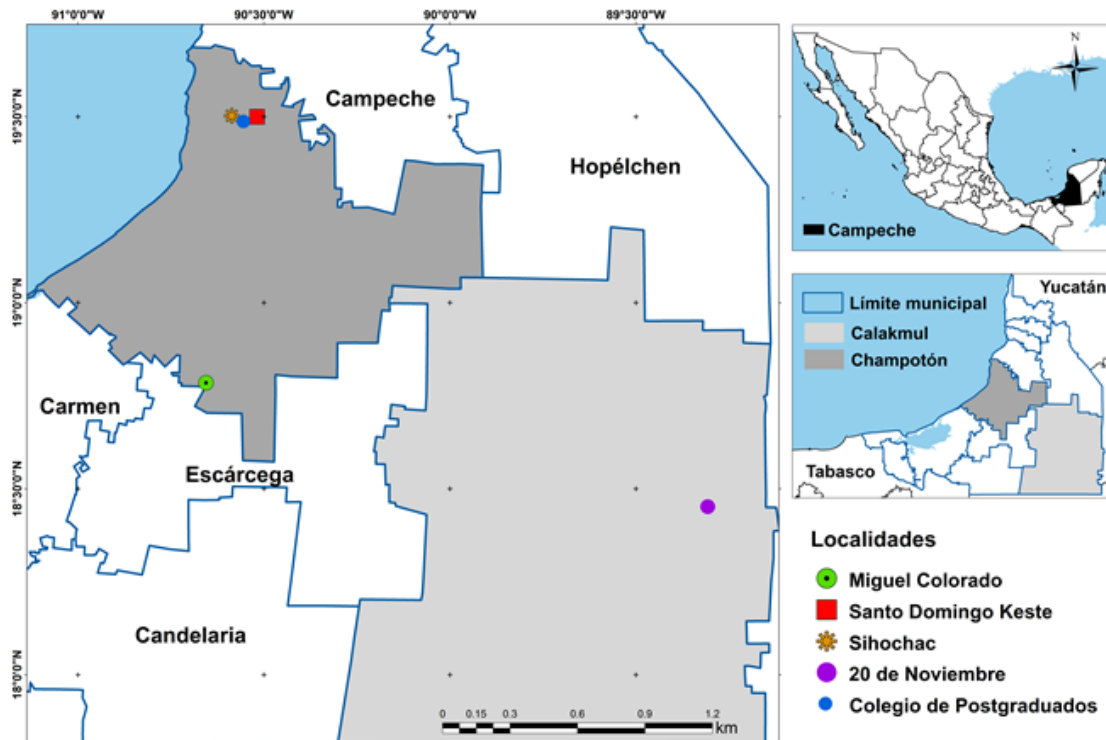 91°0'0"W 90°30'0"W 90°0'0"W 89°30'0"W
19°30'0"N
19°0'0"N
18°30'0"N
18°0'0"N
Campeche
Hopélchen
Carmen
Escárcega
Candelaria
0 0.15 0.3 0.6 0.9 1.2
km
N
Campeche
Yucatán
Límite municipal
Calakmul
Champotón
Tabasco
Localidades
Miguel Colorado
Santo Domingo Keste
Sihochac
20 de Noviembre
Colegio de Postgraduados